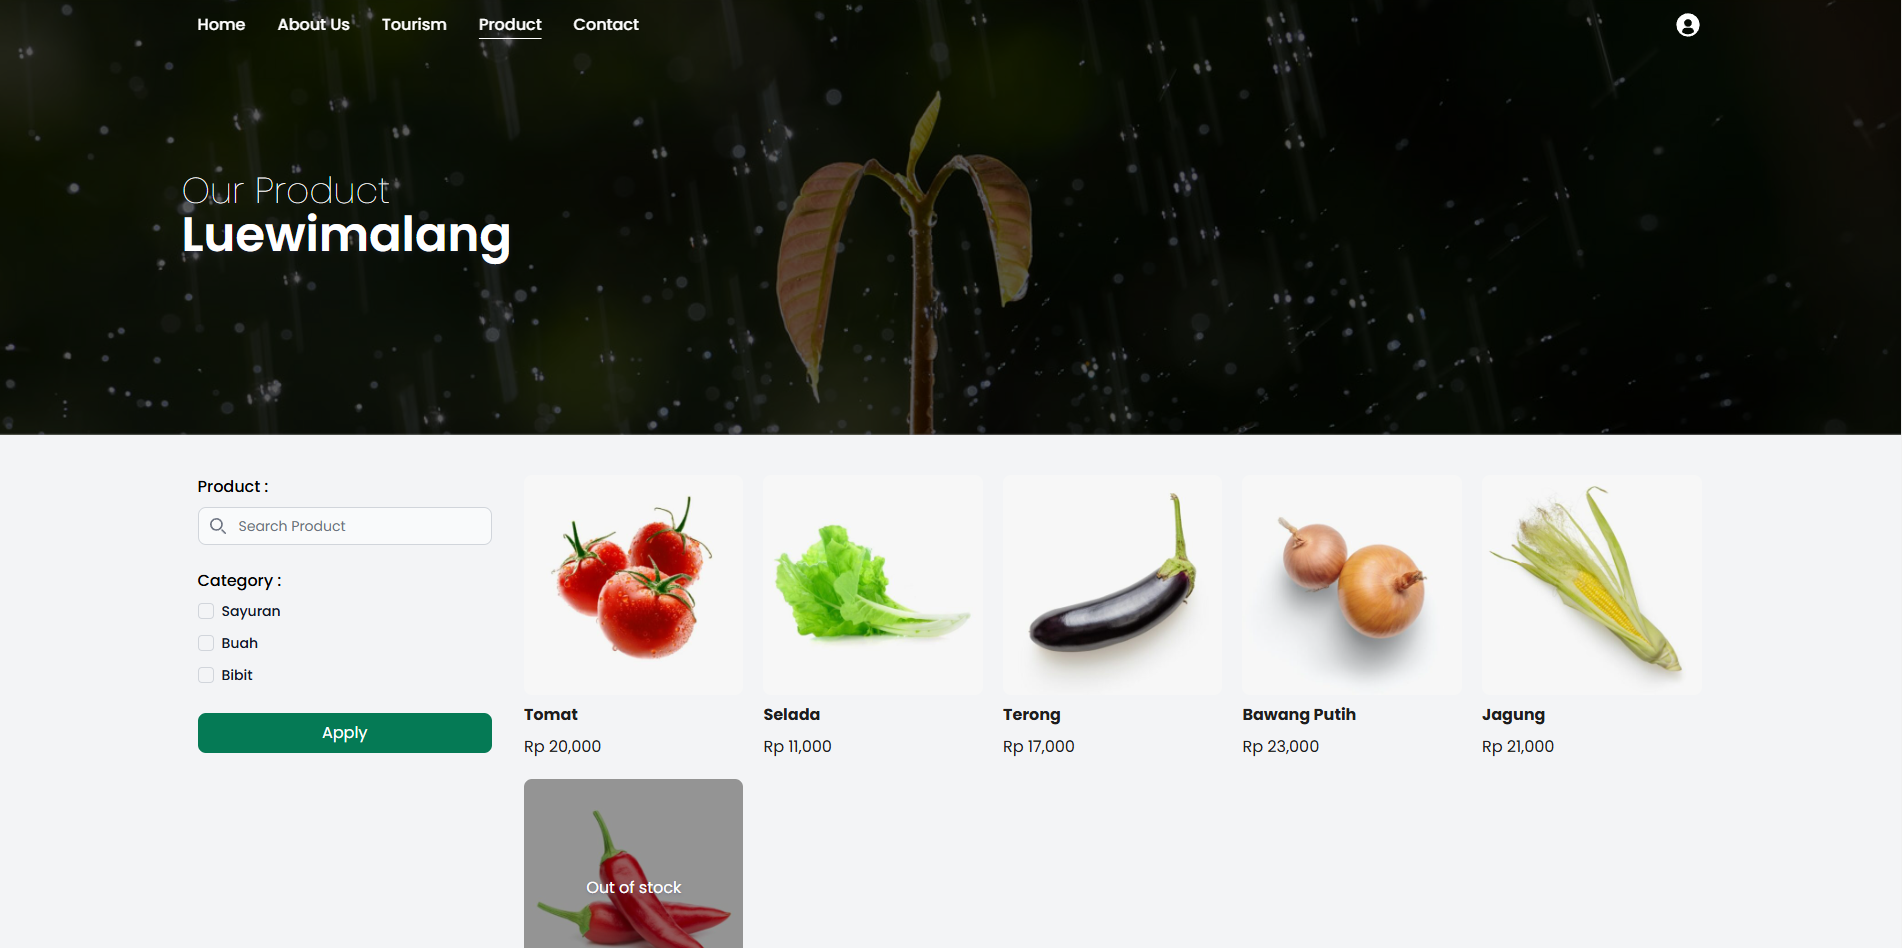 Home About Us Tourism Product Contact
Our Product
Luewimalang
Product :
Search Product
Category :
Sayuran
Buah
Bibit
Apply
Tomat
Rp 20,000
Selada
Rp 11,000
Terong
Rp 17,000
Bawang Putih
Rp 23,000
Jagung
Rp 21,000
Out of stock